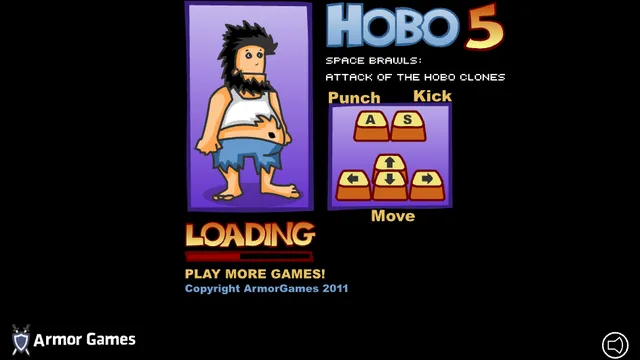 HOBO 5
SPACE BRAWLS:
ATTACK OF THE HOBO CLONES
Punch Kick
A S
Move
LOADING
PLAY MORE GAMES!
Copyright ArmorGames 2011
Armor Games